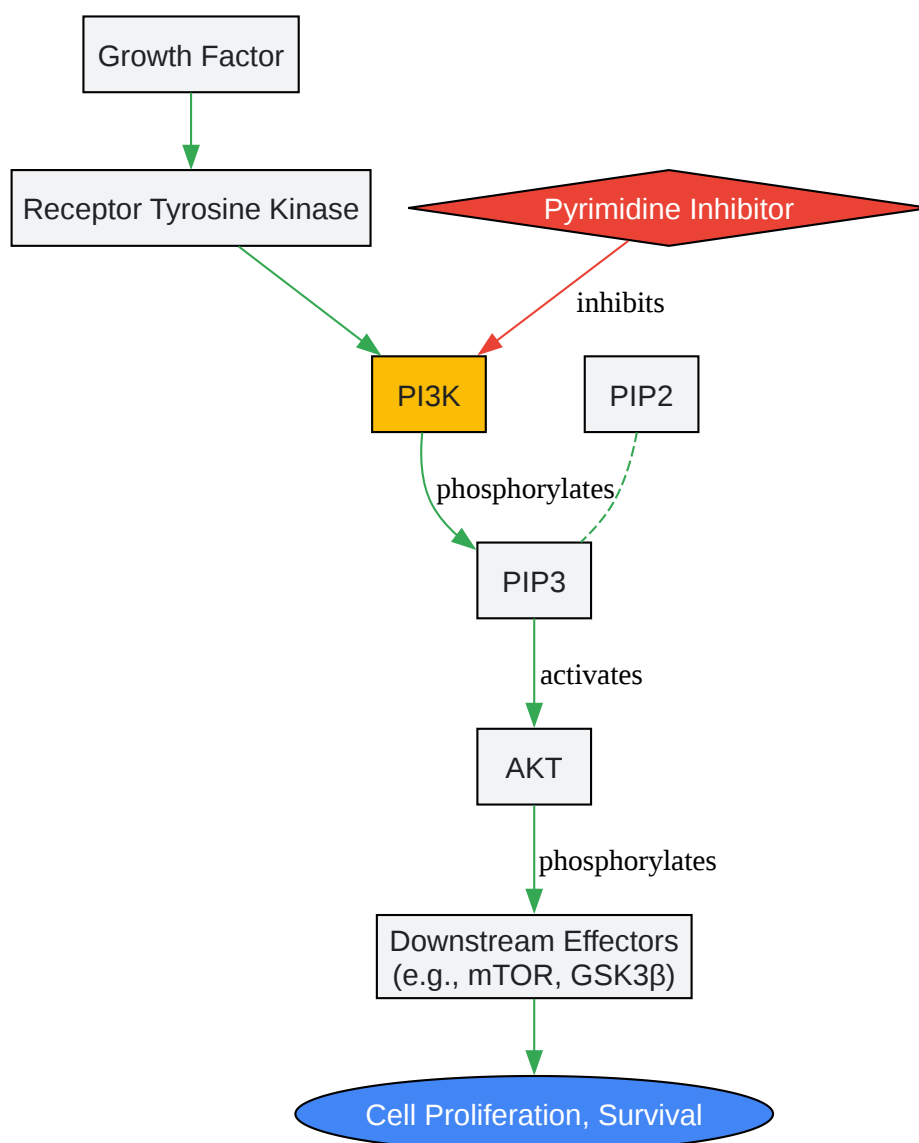 Growth Factor
Receptor Tyrosine Kinase
Pyrimidine Inhibitor
inhibits
PI3K
PIP2
phosphorylates
PIP3
activates
AKT
phosphorylates
Downstream Effectors
(e.g., mTOR, GSK3β)
Cell Proliferation, Survival